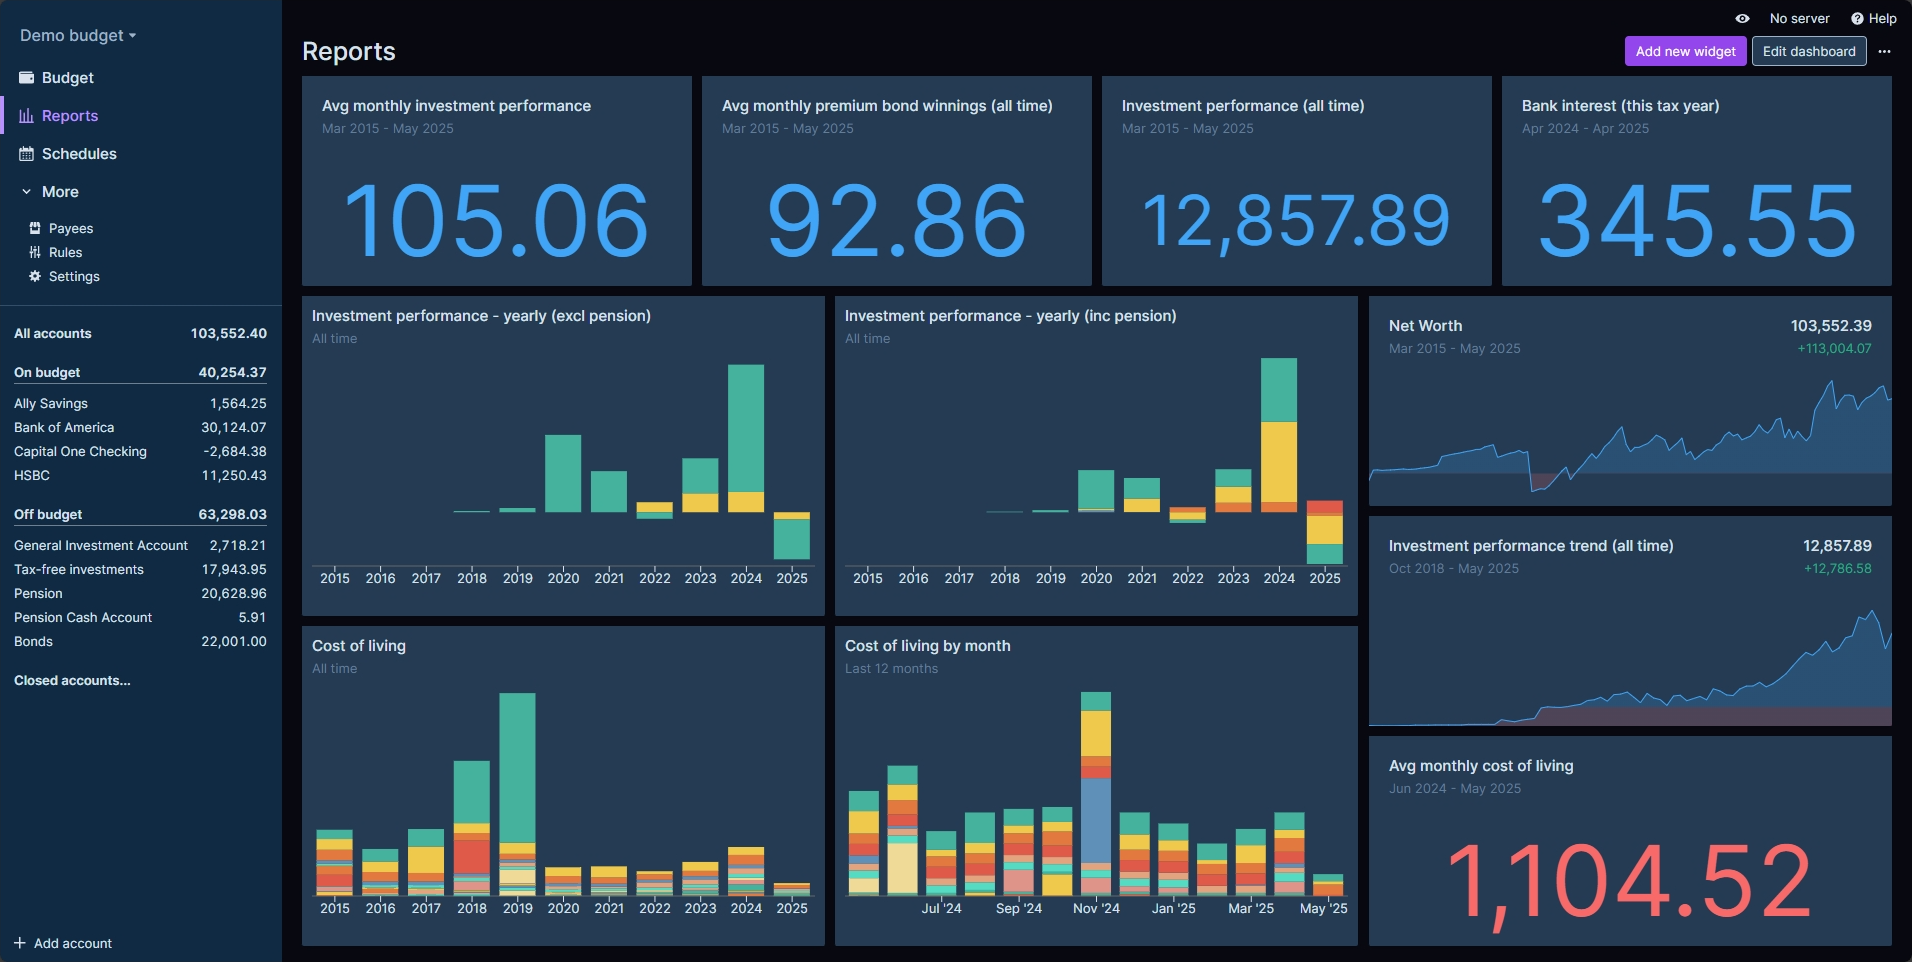 Demo budget
Budget
Reports
Schedules
More
Payees
Rules
Settings
All accounts 103,552.40
On budget 40,254.37
Ally Savings 1,564.25
Bank of America 30,124.07
Capital One Checking -2,684.38
HSBC 11,250.43
Off budget 63,298.03
General Investment Account 2,718.21
Tax-free investments 17,943.95
Pension 20,628.96
Pension Cash Account 5.91
Bonds 22,001.00
Closed accounts...
Add account
No server Help
Reports
Add new widget Edit dashboard
Avg monthly investment performance
Mar 2015 - May 2025
105.06
Avg monthly premium bond winnings (all time)
Mar 2015 - May 2025
92.86
Investment performance (all time)
Mar 2015 - May 2025
12,857.89
Bank interest (this tax year)
Apr 2024 - Apr 2025
345.55
Investment performance - yearly (excl pension)
All time
2015 2016 2017 2018 2019 2020 2021 2022 2023 2024 2025
Investment performance - yearly (inc pension)
All time
2015 2016 2017 2018 2019 2020 2021 2022 2023 2024 2025
Net Worth 103,552.39
Mar 2015 - May 2025 +113,004.07
Investment performance trend (all time) 12,857.89
Oct 2018 - May 2025 +12,786.58
Cost of living
All time
2015 2016 2017 2018 2019 2020 2021 2022 2023 2024 2025
Cost of living by month
Last 12 months
Jul '24 Sep '24 Nov '24 Jan '25 Mar '25 May '25
Avg monthly cost of living
Jun 2024 - May 2025
1,104.52